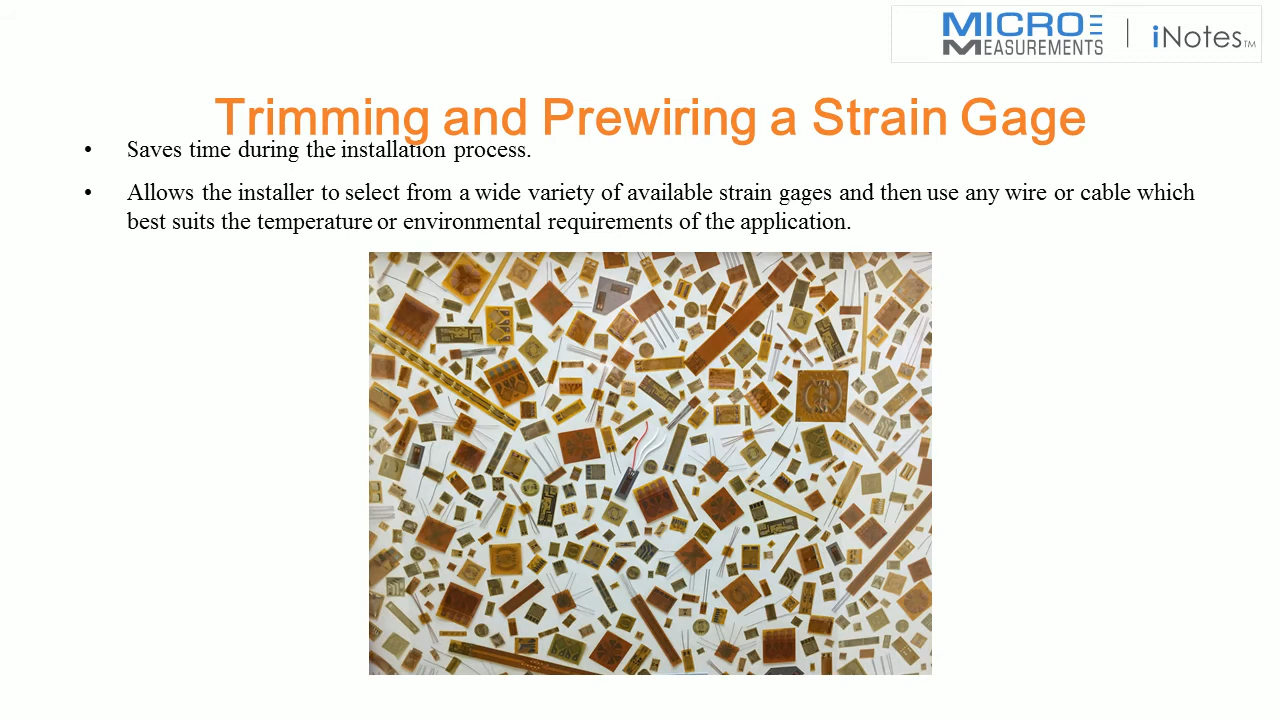 MICRO
MEASUREMENTS
iNotes™
Trimming and Prewiring a Strain Gage
• Saves time during the installation process.
• Allows the installer to select from a wide variety of available strain gages and then use any wire or cable which
best suits the temperature or environmental requirements of the application.